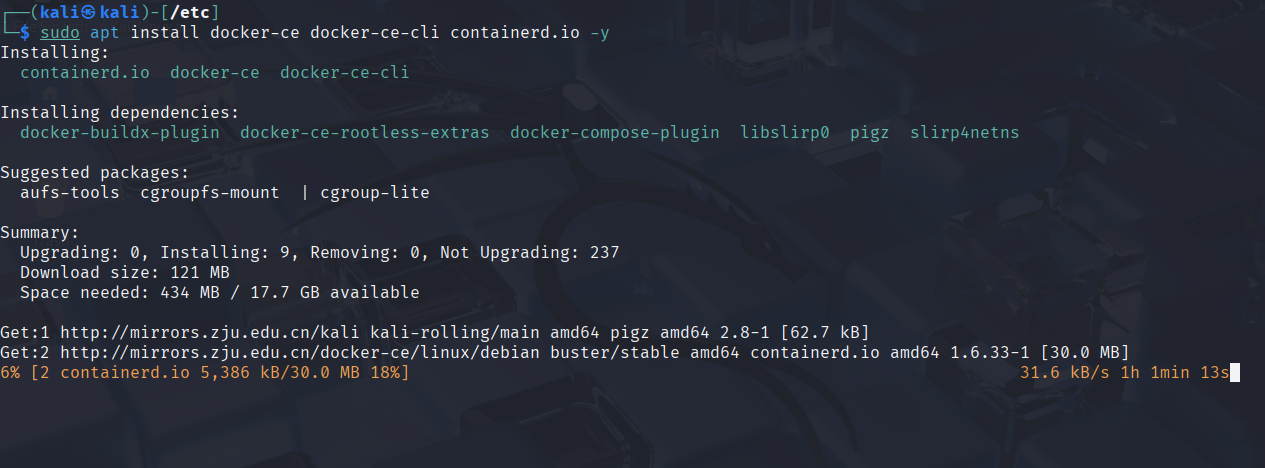 ┌──(kali㉿kali)-[/etc]
└─$ sudo apt install docker-ce docker-ce-cli containerd.io -y
Installing:
  containerd.io  docker-ce  docker-ce-cli

Installing dependencies:
  docker-buildx-plugin  docker-ce-rootless-extras  docker-compose-plugin  libslirp0  pigz  slirp4netns

Suggested packages:
  aufs-tools  cgroupfs-mount  | cgroup-lite

Summary:
  Upgrading: 0, Installing: 9, Removing: 0, Not Upgrading: 237
  Download size: 121 MB
  Space needed: 434 MB / 17.7 GB available

Get:1 http://mirrors.zju.edu.cn/kali kali-rolling/main amd64 pigz amd64 2.8-1 [62.7 kB]
Get:2 http://mirrors.zju.edu.cn/docker-ce/linux/debian buster/stable amd64 containerd.io amd64 1.6.33-1 [30.0 MB]
6% [2 containerd.io 5,386 kB/30.0 MB 18%] 31.6 kB/s 1h 1min 13s